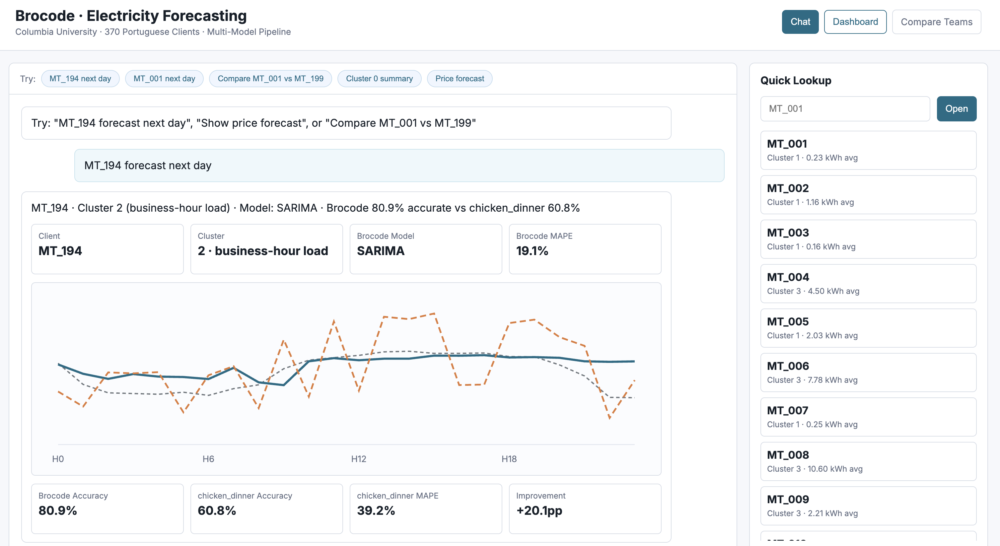 Brocode · Electricity Forecasting
Columbia University · 370 Portuguese Clients · Multi-Model Pipeline
Chat
Dashboard
Compare Teams
Try:
MT_194 next day
MT_001 next day
Compare MT_001 vs MT_199
Cluster 0 summary
Price forecast
Try: "MT_194 forecast next day", "Show price forecast", or "Compare MT_001 vs MT_199"
MT_194 forecast next day
MT_194 · Cluster 2 (business-hour load) · Model: SARIMA · Brocode 80.9% accurate vs chicken_dinner 60.8%
Client
MT_194
Cluster
2 · business-hour load
Brocode Model
SARIMA
Brocode MAPE
19.1%
H0
H6
H12
H18
Brocode Accuracy
80.9%
chicken_dinner Accuracy
60.8%
chicken_dinner MAPE
39.2%
Improvement
+20.1pp
Quick Lookup
MT_001
Open
MT_001
Cluster 1 · 0.23 kWh avg
MT_002
Cluster 1 · 1.16 kWh avg
MT_003
Cluster 1 · 0.16 kWh avg
MT_004
Cluster 3 · 4.50 kWh avg
MT_005
Cluster 1 · 2.03 kWh avg
MT_006
Cluster 3 · 7.78 kWh avg
MT_007
Cluster 1 · 0.25 kWh avg
MT_008
Cluster 3 · 10.60 kWh avg
MT_009
Cluster 3 · 2.21 kWh avg